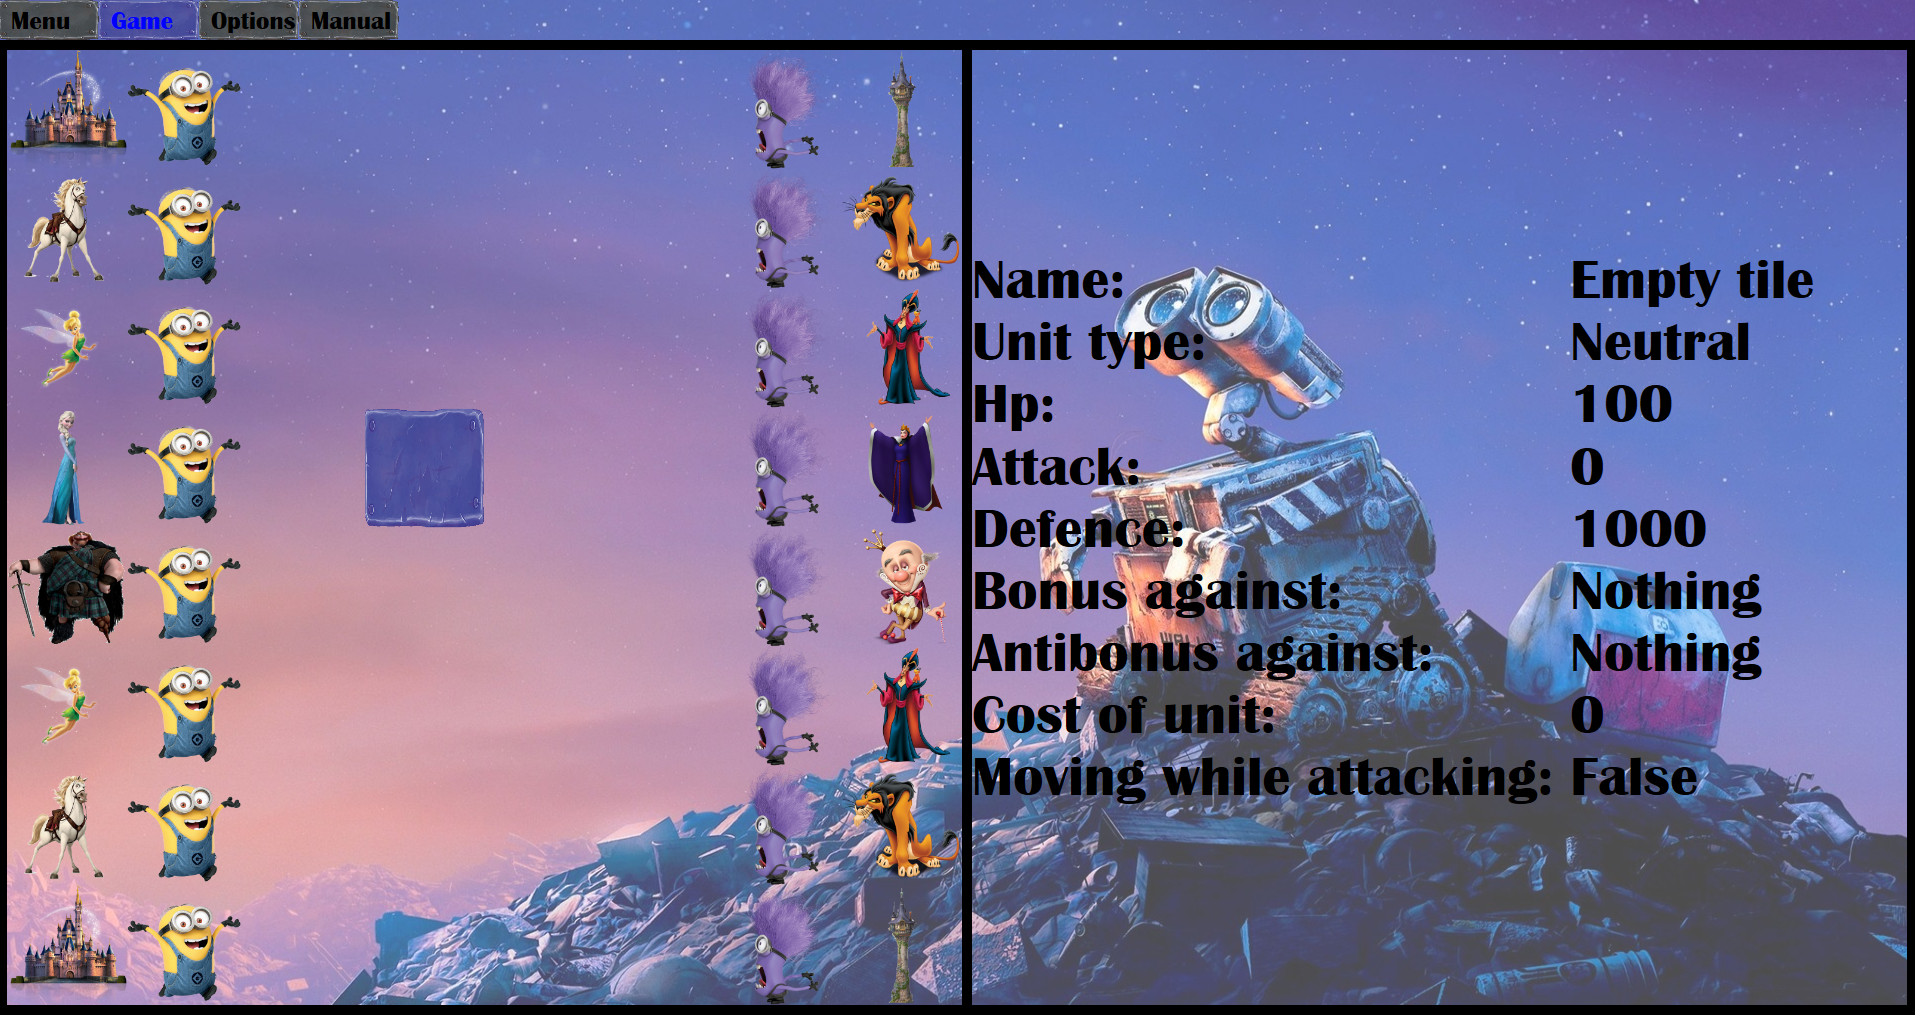 Menu Game Options Manual
Name: Empty tile
Unit type: Neutral
Hp: 100
Attack: 0
Defence: 1000
Bonus against: Nothing
Antibonus against: Nothing
Cost of unit: 0
Moving while attacking: False
WALL